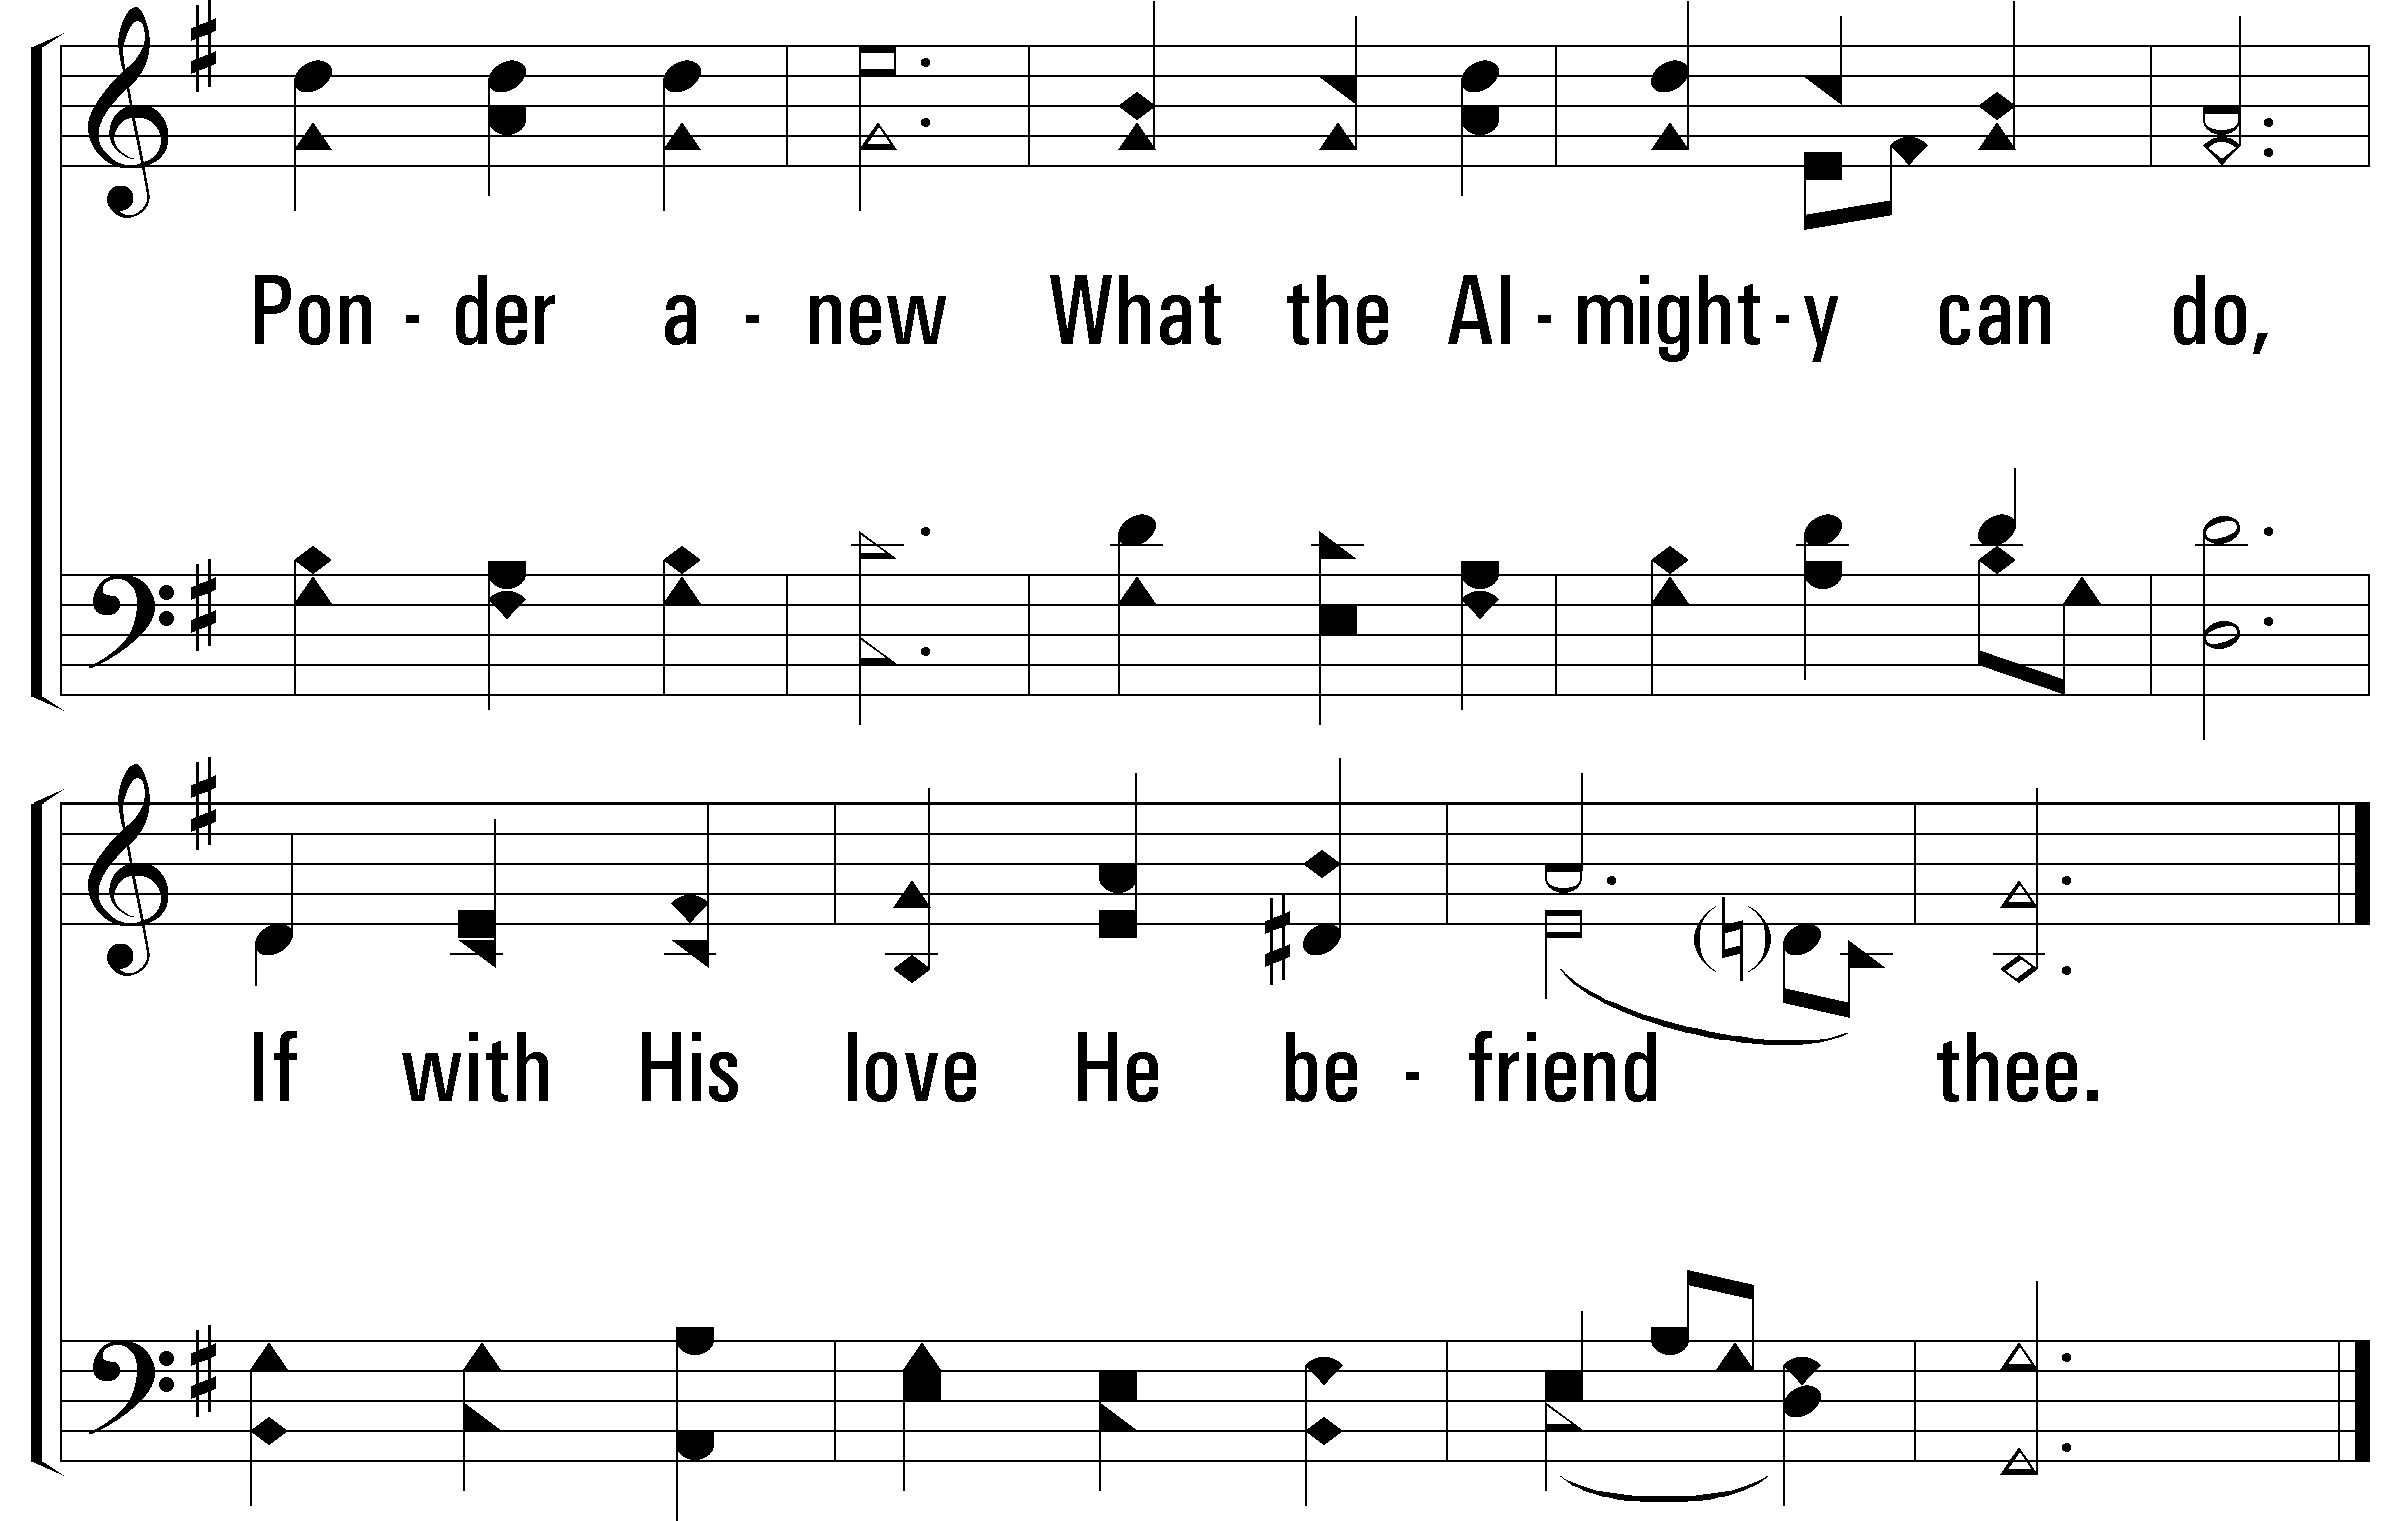 Pon - der a - new What the Al - might - y can do,
If with His love He be - friend thee.